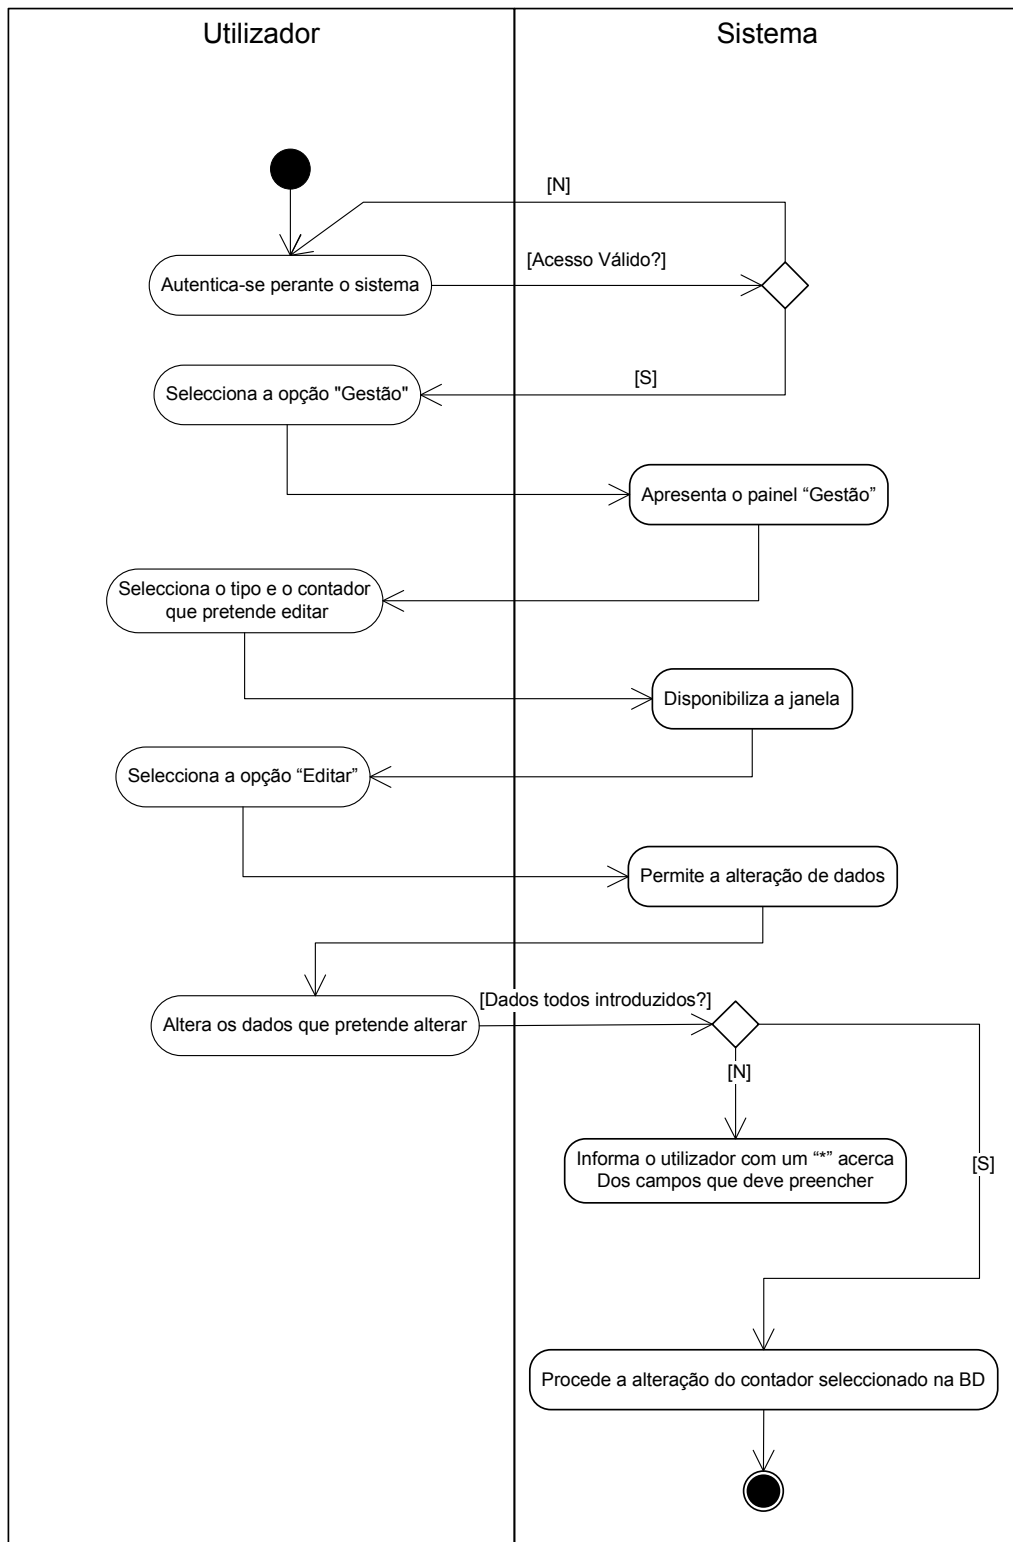 Utilizador
Sistema
[N]
[Acesso Válido?]
Autentica-se perante o sistema
[S]
Selecciona a opção "Gestão"
Apresenta o painel “Gestão”
Selecciona o tipo e o contador
que pretende editar
Disponibiliza a janela
Selecciona a opção “Editar”
Permite a alteração de dados
[Dados todos introduzidos?]
Altera os dados que pretende alterar
[N]
Informa o utilizador com um “*” acerca
Dos campos que deve preencher
[S]
Procede a alteração do contador seleccionado na BD